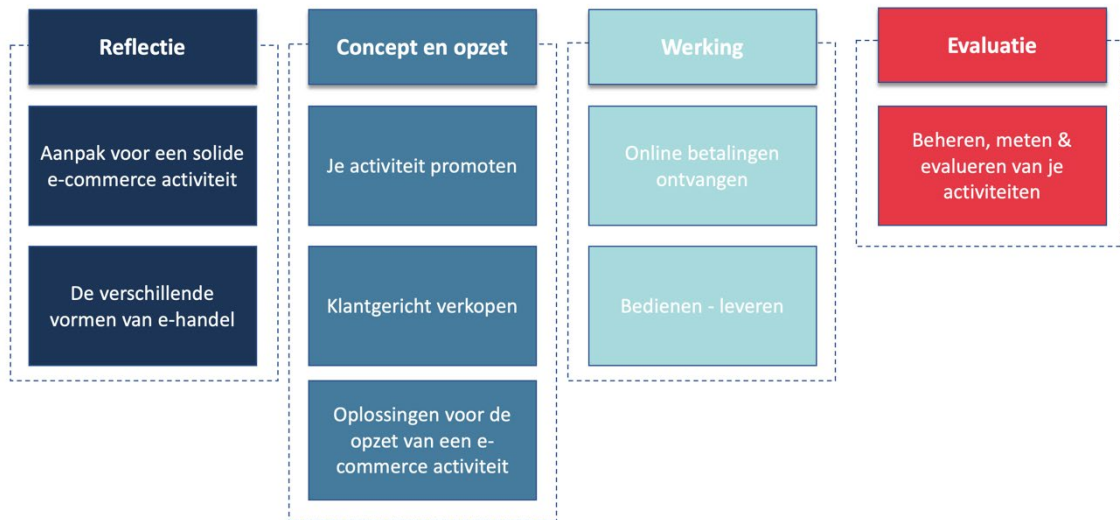 Reflectie
Aanpak voor een solide
e-commerce activiteit
De verschillende
vormen van e-handel
Concept en opzet
Je activiteit promoten
Klantgericht verkopen
Oplossingen voor de
opzet van een e-
commerce activiteit
Werking
Online betalingen
ontvangen
Bedienen - leveren
Evaluatie
Beheren, meten &
evalueren van je
activiteiten